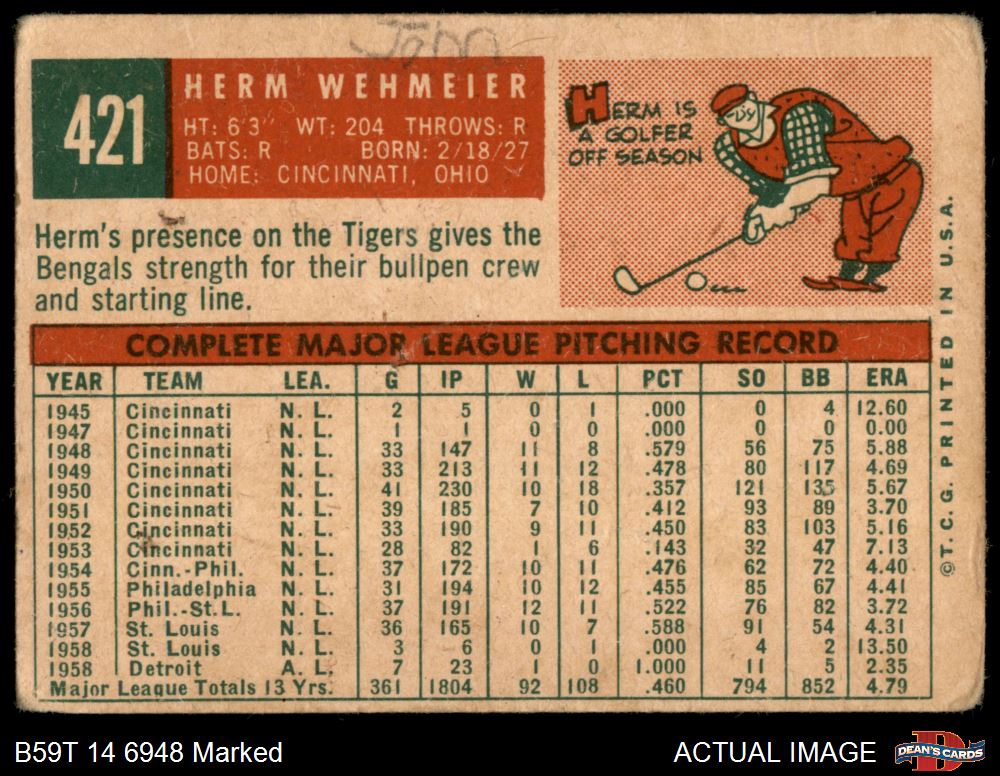 John
421
HERM WEHMEIER
HT: 6'3" WT: 204 THROWS: R
BATS: R BORN: 2/18/27
HOME: CINCINNATI, OHIO
HERM IS
A GOLFER
OFF SEASON
Herm's presence on the Tigers gives the
Bengals strength for their bullpen crew
and starting line.
COMPLETE MAJOR LEAGUE PITCHING RECORD
YEAR TEAM LEA. G IP W L PCT SO BB ERA
1945 Cincinnati N. L. 2 5 0 1 .000 0 4 12.60
1947 Cincinnati N. L. 1 1 0 0 .000 0 0 0.00
1948 Cincinnati N. L. 33 147 11 8 .579 56 75 5.88
1949 Cincinnati N. L. 33 213 11 12 .478 80 117 4.69
1950 Cincinnati N. L. 41 230 10 18 .357 121 135 5.67
1951 Cincinnati N. L. 39 185 7 10 .412 93 89 3.70
1952 Cincinnati N. L. 33 190 9 11 .450 83 103 5.16
1953 Cincinnati N. L. 28 82 1 6 .143 32 47 7.13
1954 Cinn.-Phil. N. L. 37 172 10 11 .476 62 72 4.40
1955 Philadelphia N. L. 31 194 10 12 .455 85 67 4.41
1956 Phil.-St.L. N. L. 37 191 12 11 .522 76 82 3.72
1957 St. Louis N. L. 36 165 10 7 .588 91 54 4.31
1958 St. Louis N. L. 3 6 0 1 .000 4 2 13.50
1958 Detroit A. L. 7 23 1 0 1.000 11 5 2.35
Major League Totals 13 Yrs. 361 1804 92 108 .460 794 852 4.79
©T. C. G. PRINTED IN U.S.A.
B59T 14 6948 Marked
ACTUAL IMAGE
DEAN'S CARDS